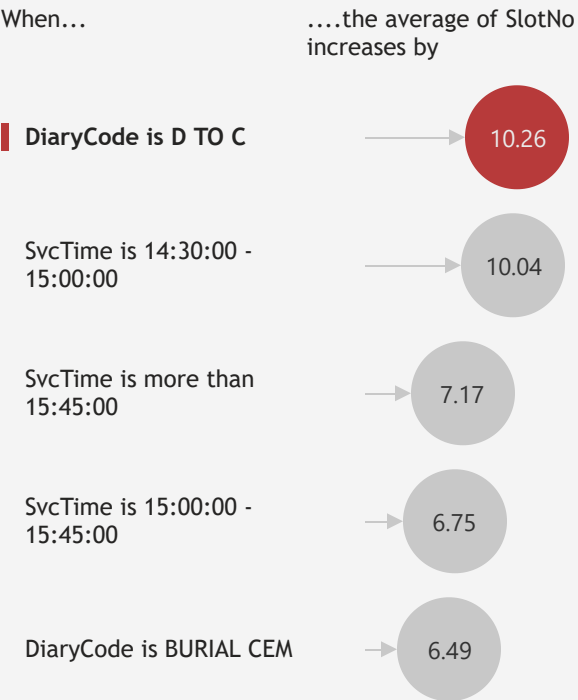 When...
....the average of SlotNo
increases by
DiaryCode is D TO C
10.26
SvcTime is 14:30:00 -
15:00:00
10.04
SvcTime is more than
15:45:00
7.17
SvcTime is 15:00:00 -
15:45:00
6.75
DiaryCode is BURIAL CEM
6.49